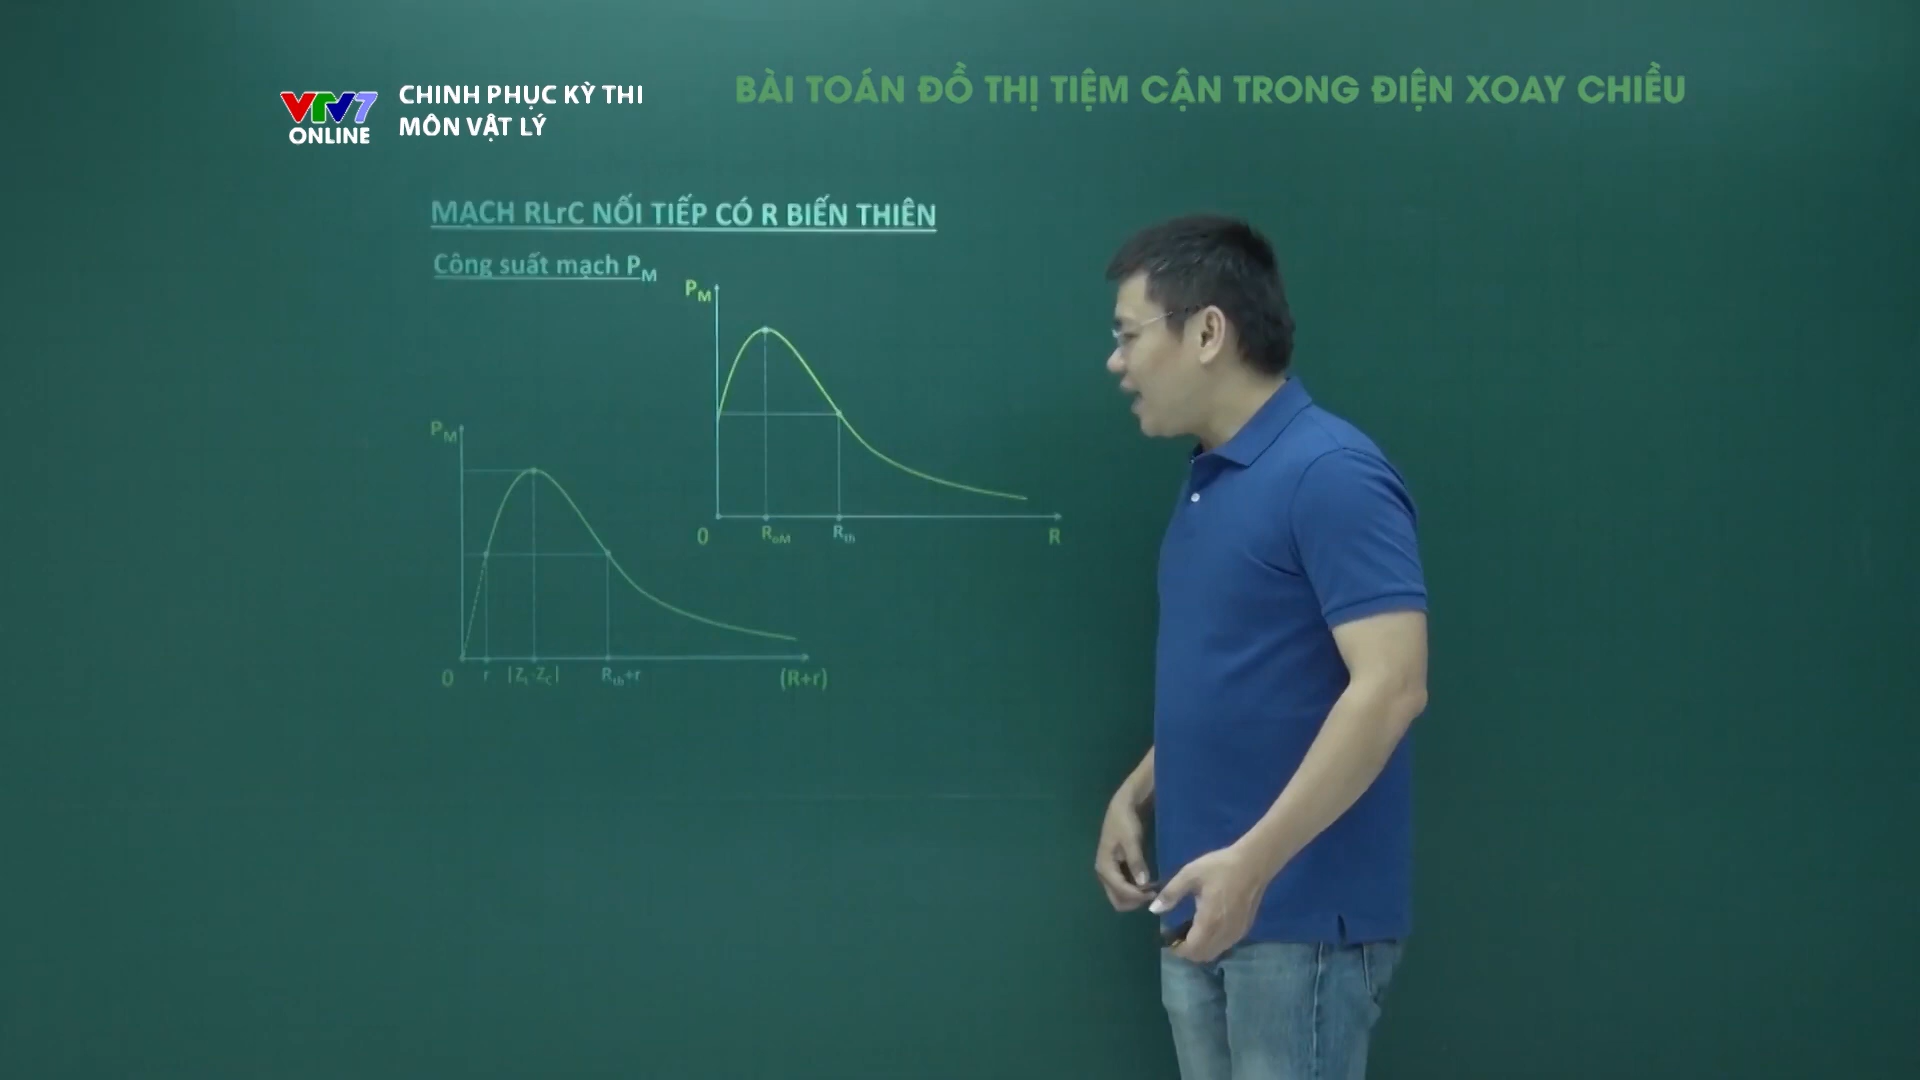 VTV7
ONLINE
CHINH PHỤC KỲ THI
MÔN VẬT LÝ
BÀI TOÁN ĐỒ THỊ TIỆM CẬN TRONG ĐIỆN XOAY CHIỀU
MẠCH RLrC NỐI TIẾP CÓ R BIẾN THIÊN
Công suất mạch PM
PM
0
RoM
Rth
R
PM
0
r
|ZL-ZC|
Rth+r
(R+r)